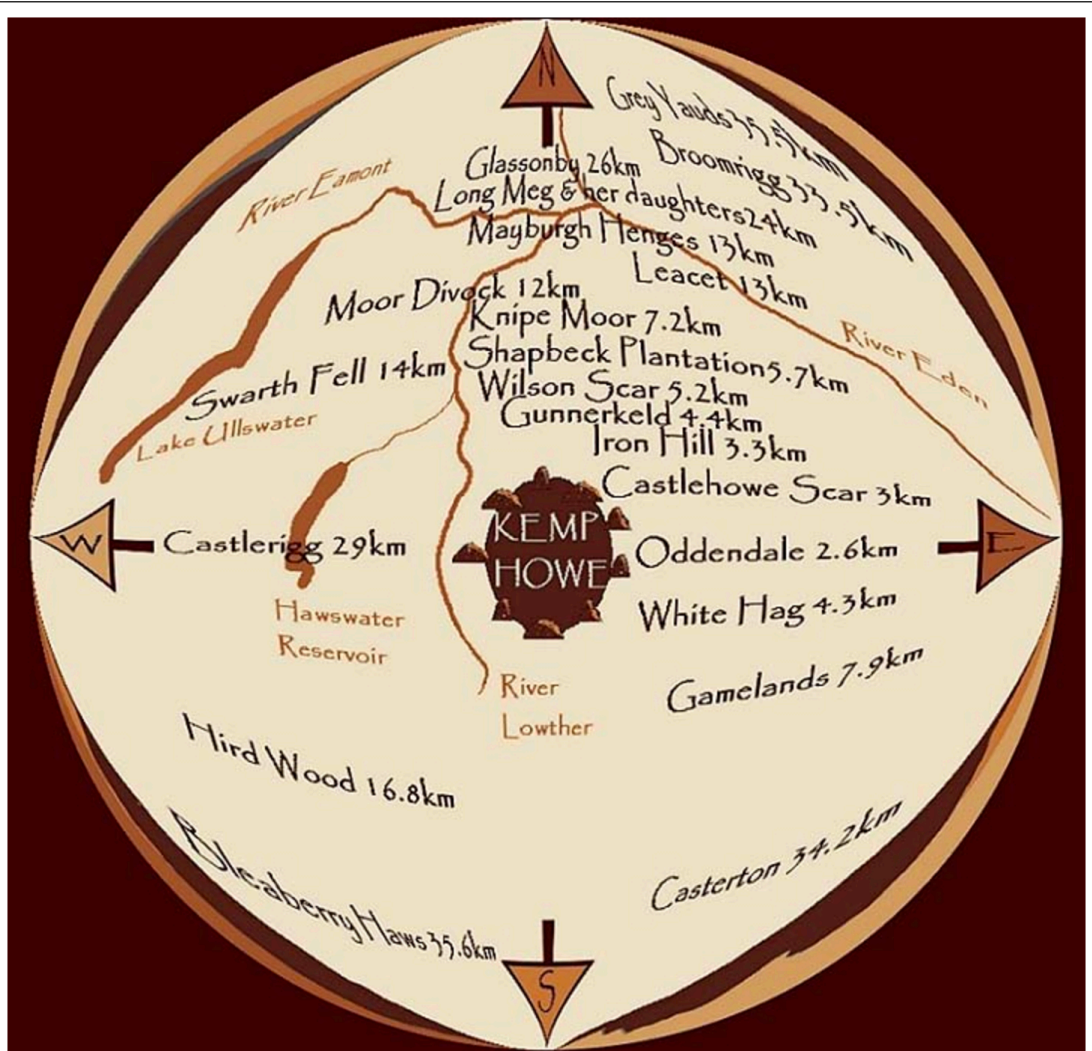 N
Grey Yauds 35.5km
Broomrigg 33.5km
Glassonby 26km
River Eamont
Long Meg & her daughters 24km
Mayburgh Henges 13km
Leacet 13km
Moor Divock 12km
Knipe Moor 7.2km
River Eden
Shapbeck Plantation 5.7km
Swarth Fell 14km
Wilson Scar 5.2km
Gunnerkeld 4.4km
Lake Ullswater
Iron Hill 3.3km
Castlehowe Scar 3km
KEMP
HOWE
W
Castlerigg 29km
Oddendale 2.6km
E
Hawswater
Reservoir
White Hag 4.3km
Gamelands 7.9km
River
Lowther
Hird Wood 16.8km
Casterton 34.2km
Bleaberry Haws 35.6km
S